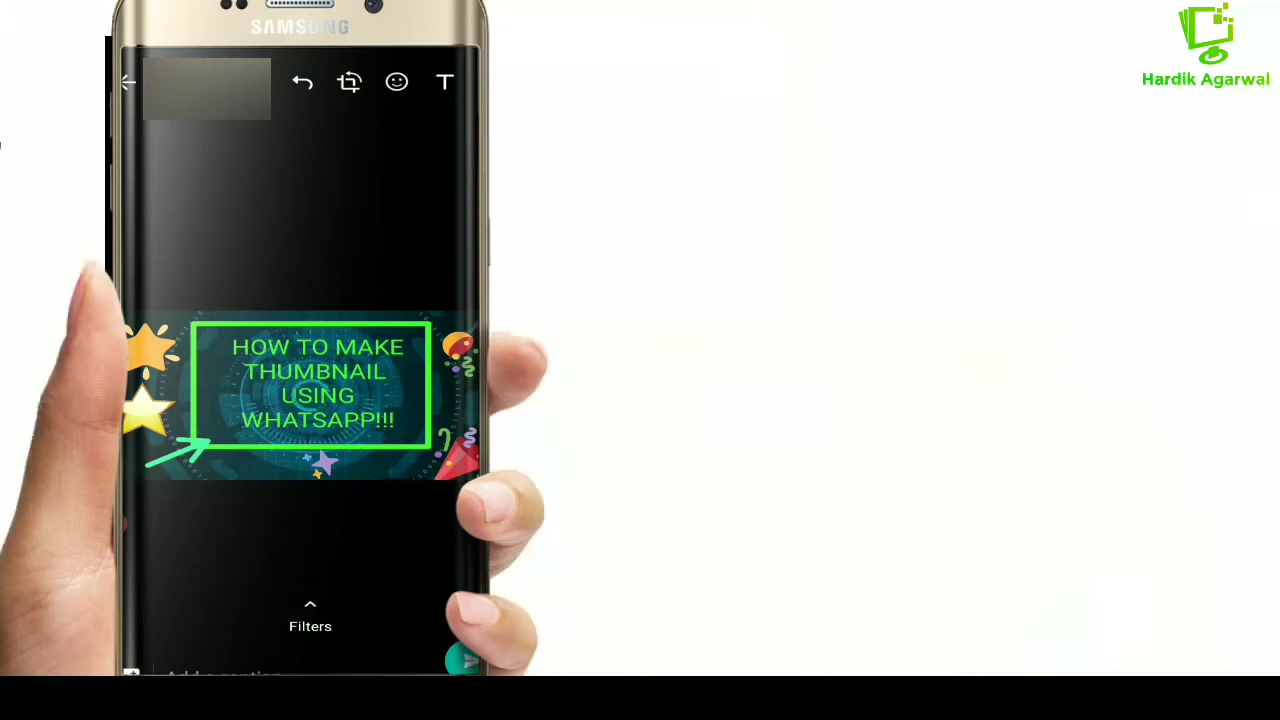 SAMSUNG
Hardik Agarwal
T
HOW TO MAKE
THUMBNAIL
USING
WHATSAPP!!!
Filters